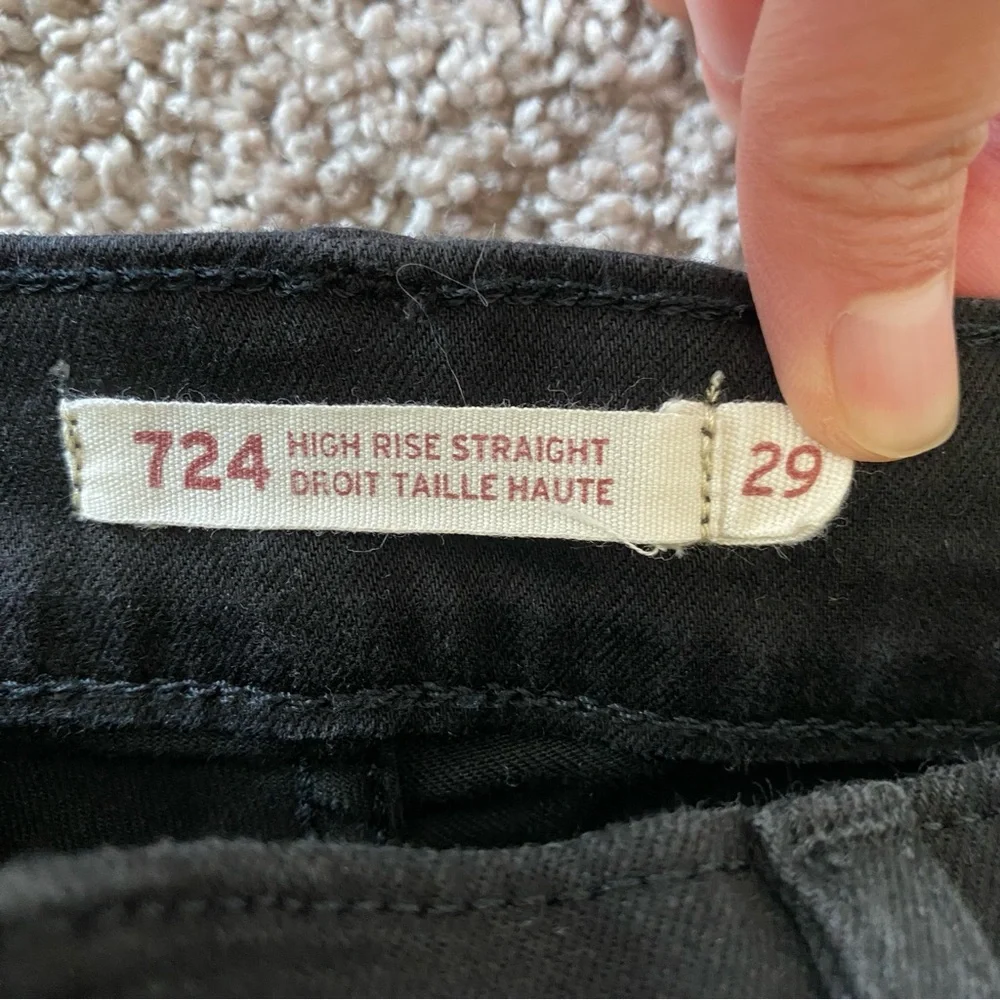 724 HIGH RISE STRAIGHT
DROIT TAILLE HAUTE
29